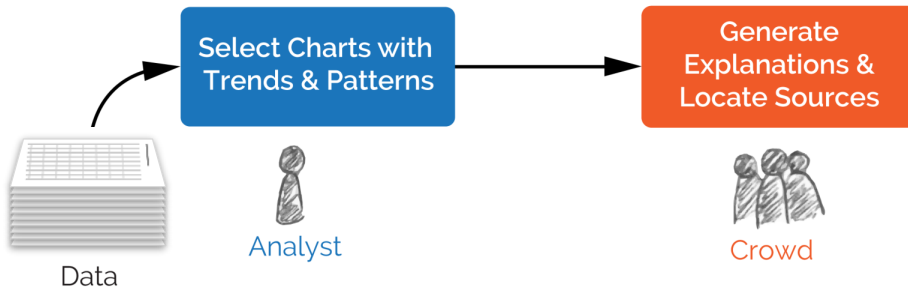 Select Charts with
Trends & Patterns
Generate
Explanations &
Locate Sources
Data
Analyst
Crowd